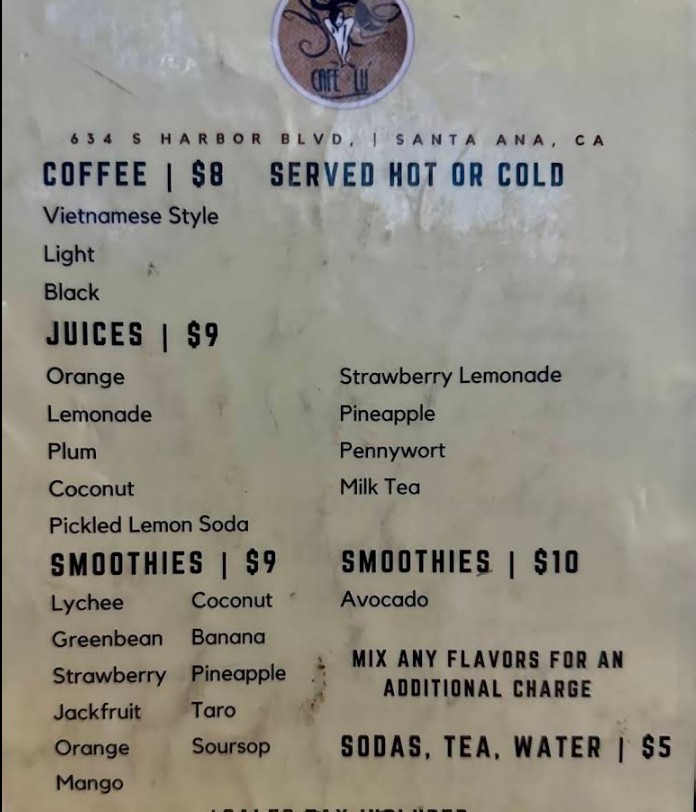 CAFÈ LÚ
634 S HARBOR BLVD, | SANTA ANA, CA
COFFEE | $8 SERVED HOT OR COLD
Vietnamese Style
Light
Black
JUICES | $9
Orange
Lemonade
Plum
Coconut
Pickled Lemon Soda
Strawberry Lemonade
Pineapple
Pennywort
Milk Tea
SMOOTHIES | $9
Lychee
Greenbean
Strawberry
Jackfruit
Orange
Mango
Coconut
Banana
Pineapple
Taro
Soursop
SMOOTHIES | $10
Avocado
MIX ANY FLAVORS FOR AN
ADDITIONAL CHARGE
SODAS, TEA, WATER | $5